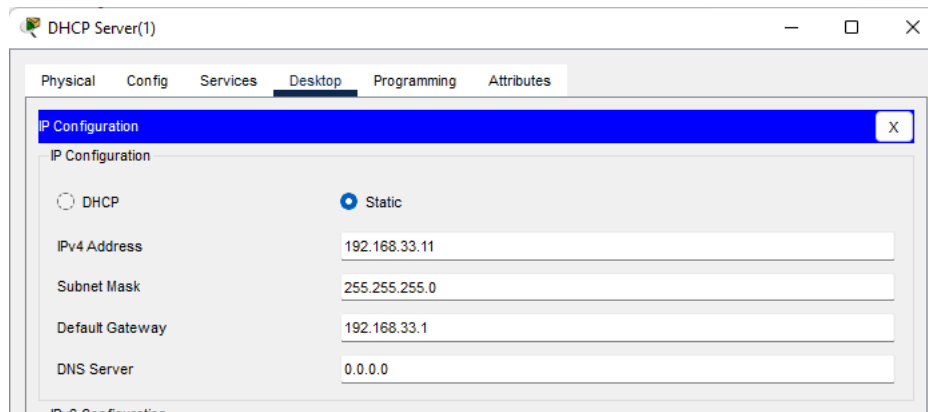 DHCP Server(1)
Physical Config Services Desktop Programming Attributes
IP Configuration X
IP Configuration
DHCP Static
IPv4 Address 192.168.33.11
Subnet Mask 255.255.255.0
Default Gateway 192.168.33.1
DNS Server 0.0.0.0